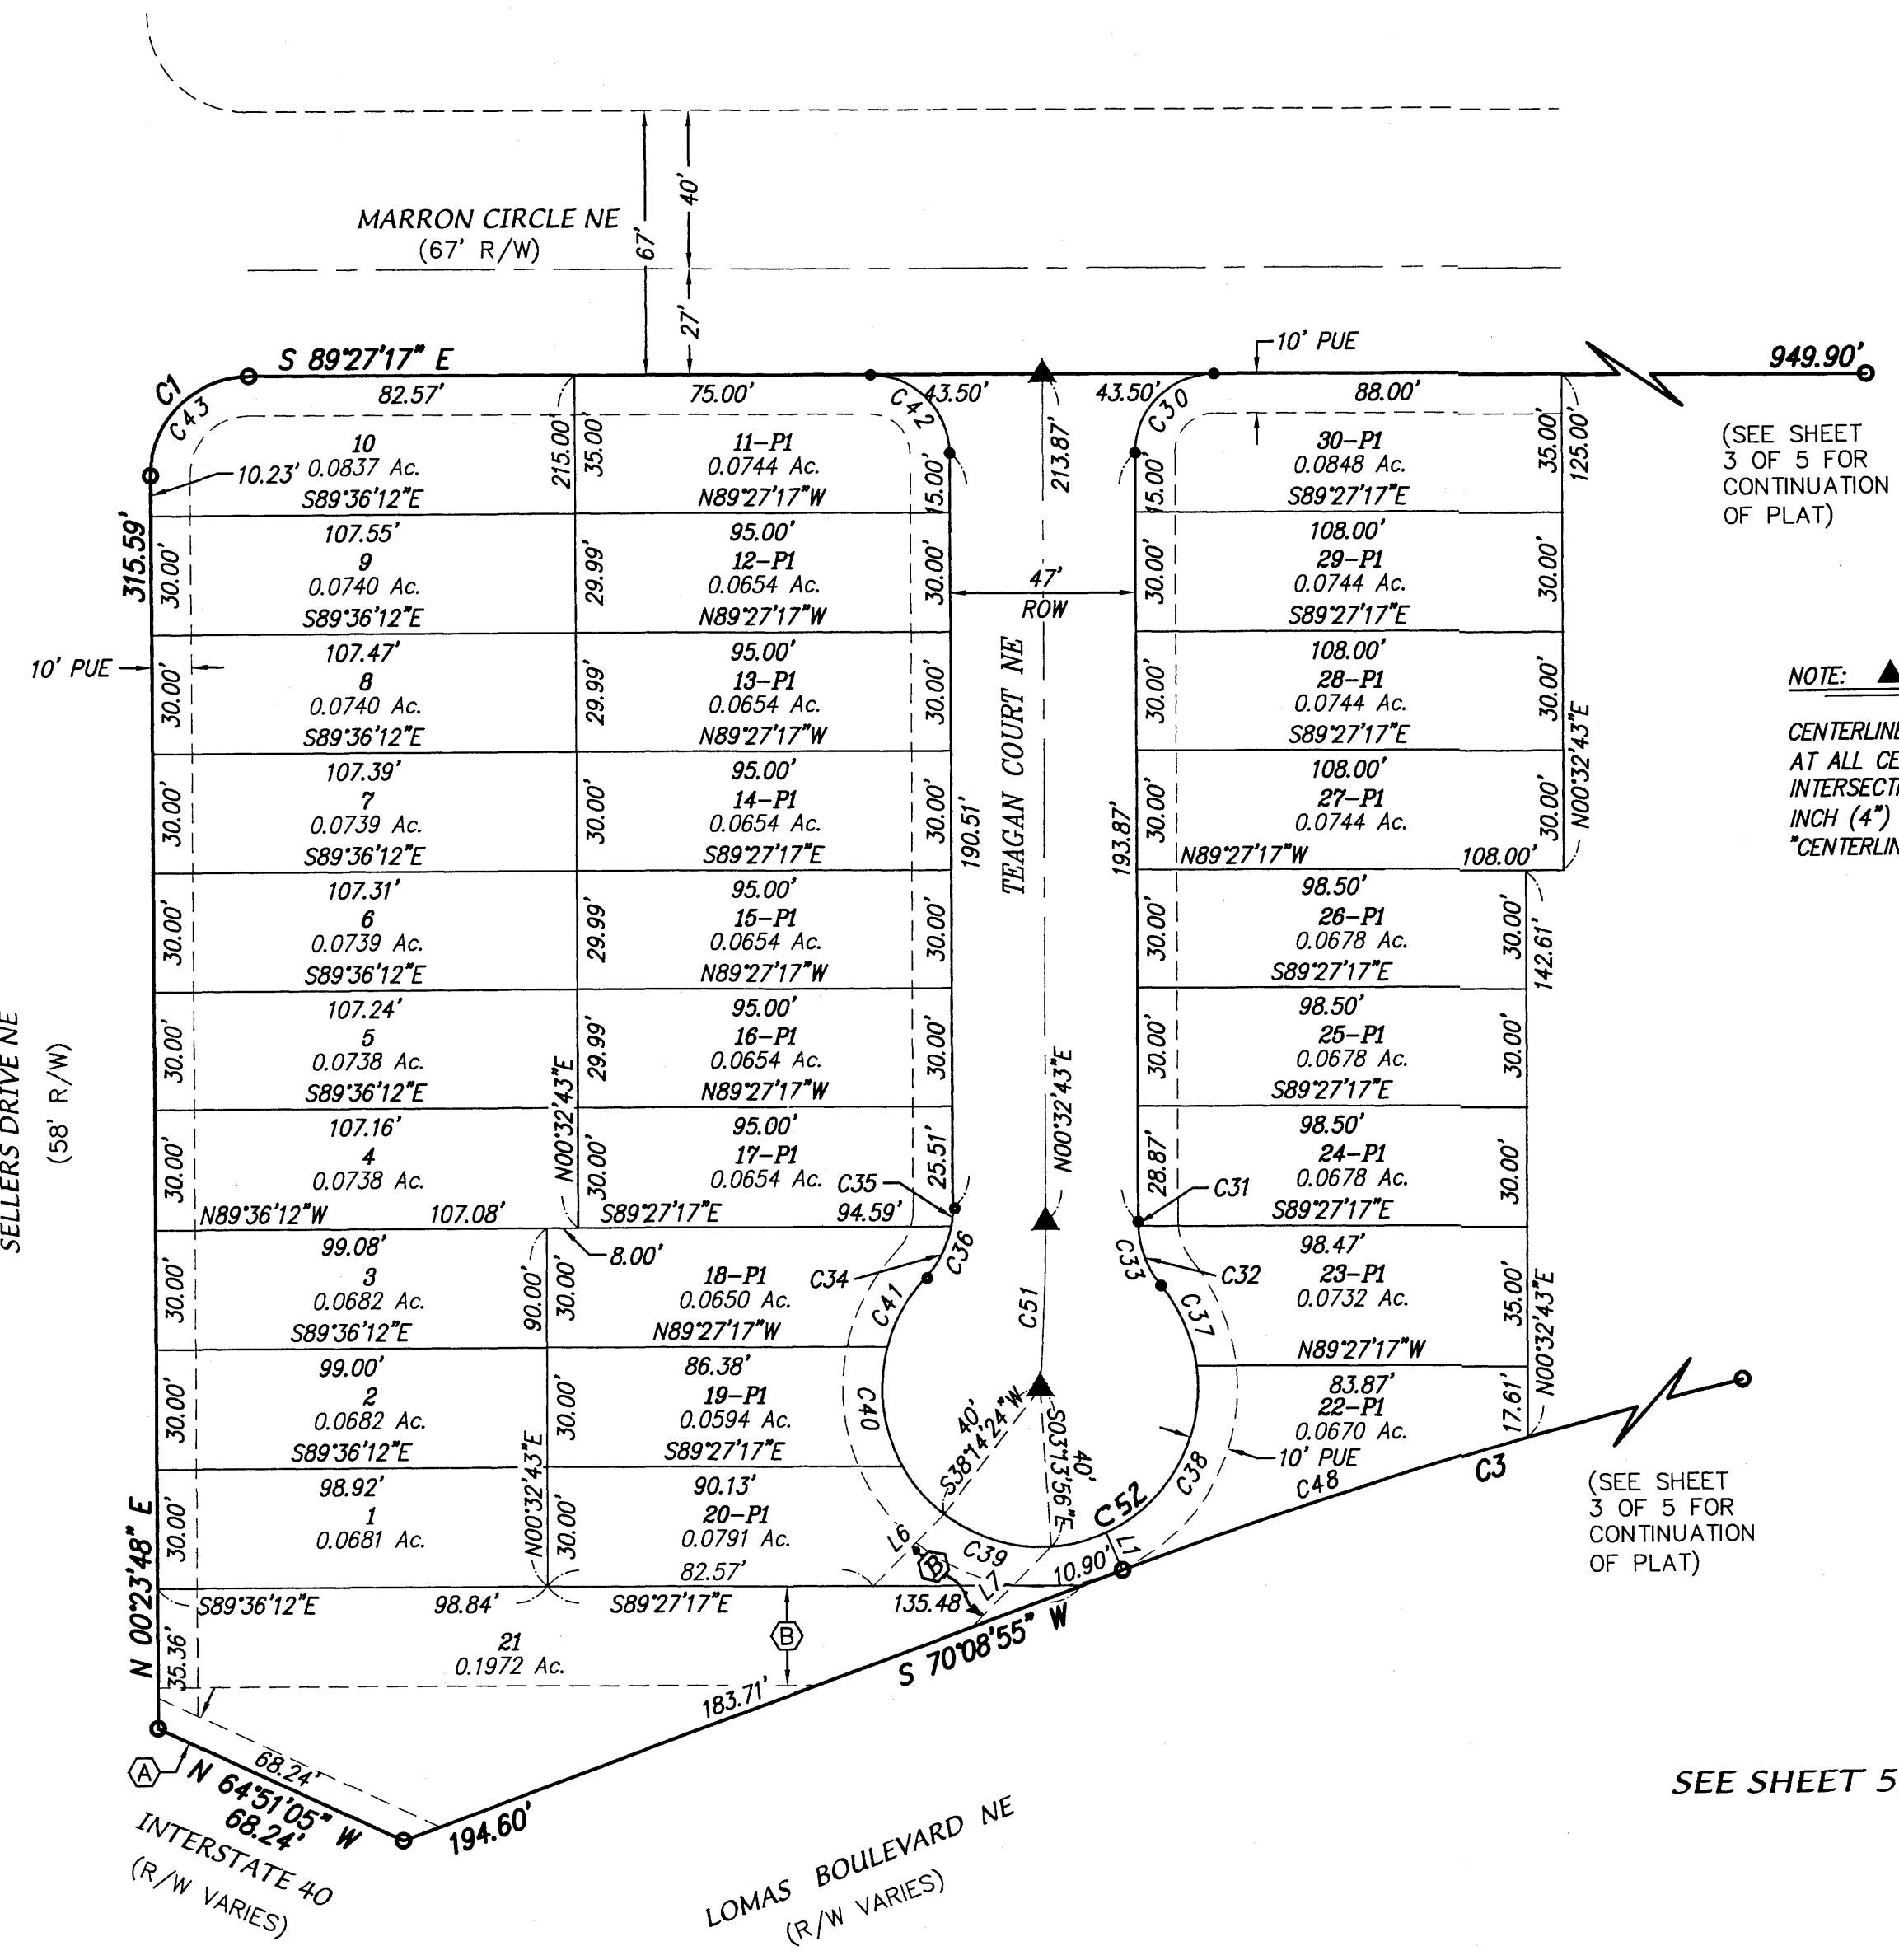 MARRON CIRCLE NE
(67' R/W)
67'
40'
27'
S 89°27'17" E
949.90'
10' PUE
C1
C43
82.57'
75.00'
C42
43.50'
43.50'
C30
88.00'
(SEE SHEET
3 OF 5 FOR
CONTINUATION
OF PLAT)
10
10.23'
0.0837 Ac.
S89°36'12"E
215.00'
35.00'
11-P1
0.0744 Ac.
N89°27'17"W
15.00'
213.87'
15.00'
30-P1
0.0848 Ac.
S89°27'17"E
35.00'
125.00'
315.59'
30.00'
107.55'
9
0.0740 Ac.
S89°36'12"E
29.99'
95.00'
12-P1
0.0654 Ac.
N89°27'17"W
30.00'
47'
ROW
30.00'
108.00'
29-P1
0.0744 Ac.
S89°27'17"E
30.00'
10' PUE
30.00'
107.47'
8
0.0740 Ac.
S89°36'12"E
29.99'
95.00'
13-P1
0.0654 Ac.
N89°27'17"W
30.00'
TEAGAN COURT NE
30.00'
108.00'
28-P1
0.0744 Ac.
S89°27'17"E
30.00'
N00°32'43"E
NOTE:
CENTERLINE
AT ALL CE
INTERSECTI
INCH (4")
"CENTERLIN
30.00'
107.39'
7
0.0739 Ac.
S89°36'12"E
30.00'
95.00'
14-P1
0.0654 Ac.
S89°27'17"E
30.00'
190.51'
193.87'
30.00'
108.00'
27-P1
0.0744 Ac.
N89°27'17"W
108.00'
30.00'
30.00'
107.31'
6
0.0739 Ac.
S89°36'12"E
29.99'
95.00'
15-P1
0.0654 Ac.
N89°27'17"W
30.00'
30.00'
98.50'
26-P1
0.0678 Ac.
S89°27'17"E
30.00'
142.61'
SELLERS DRIVE NE
(58' R/W)
30.00'
107.24'
5
0.0738 Ac.
S89°36'12"E
29.99'
95.00'
16-P1
0.0654 Ac.
N89°27'17"W
30.00'
N00°32'43"E
30.00'
98.50'
25-P1
0.0678 Ac.
S89°27'17"E
30.00'
30.00'
107.16'
4
0.0738 Ac.
N89°36'12"W
107.08'
N00°32'43"E
30.00'
95.00'
17-P1
0.0654 Ac.
S89°27'17"E
94.59'
25.51'
C35
28.87'
C31
98.50'
24-P1
0.0678 Ac.
S89°27'17"E
30.00'
30.00'
99.08'
3
0.0682 Ac.
S89°36'12"E
8.00'
90.00'
30.00'
18-P1
0.0650 Ac.
N89°27'17"W
C34
C36
C41
C51
C33
C32
C37
98.47'
23-P1
0.0732 Ac.
N89°27'17"W
35.00'
N00°32'43"E
30.00'
99.00'
2
0.0682 Ac.
S89°36'12"E
30.00'
86.38'
19-P1
0.0594 Ac.
S89°27'17"E
C40
40'
S38°14'24"W
40'
S03°13'56"E
83.87'
22-P1
0.0670 Ac.
17.61'
10' PUE
C38
C48
C3
(SEE SHEET
3 OF 5 FOR
CONTINUATION
OF PLAT)
N 00°23'48" E
30.00'
98.92'
1
0.0681 Ac.
N00°32'43"E
30.00'
90.13'
20-P1
0.0791 Ac.
82.57'
L6
B
C39
L7
C52
L1
10.90'
S89°36'12"E
98.84'
S89°27'17"E
135.48'
35.36'
21
0.1972 Ac.
B
S 70°08'55" W
183.71'
A
68.24'
N 64°51'05" W
68.24'
194.60'
INTERSTATE 40
(R/W VARIES)
LOMAS BOULEVARD NE
(R/W VARIES)
SEE SHEET 5